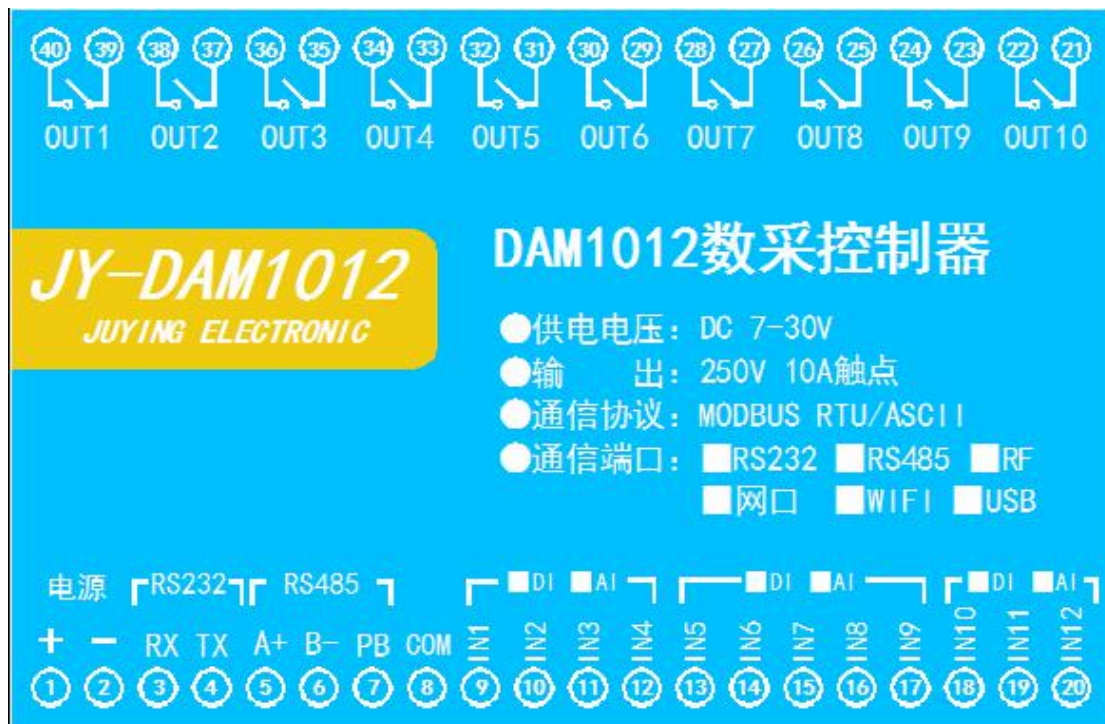 40 39 38 37 36 35 34 33 32 31 30 29 28 27 26 25 24 23 22 21
OUT1 OUT2 OUT3 OUT4 OUT5 OUT6 OUT7 OUT8 OUT9 OUT10
JY-DAM1012
JUYING ELECTRONIC
DAM1012数采控制器
●供电电压：DC 7-30V
●输 出：250V 10A触点
●通信协议：MODBUS RTU/ASCII
●通信端口：■RS232 ■RS485 ■RF
■网口 ■WIFI ■USB
电源 RS232 RS485 ■DI ■AI ■DI ■AI ■DI ■AI
+ - RX TX A+ B- PB COM IN1 IN2 IN3 IN4 IN5 IN6 IN7 IN8 IN9 IN10 IN11 IN12
1 2 3 4 5 6 7 8 9 10 11 12 13 14 15 16 17 18 19 20